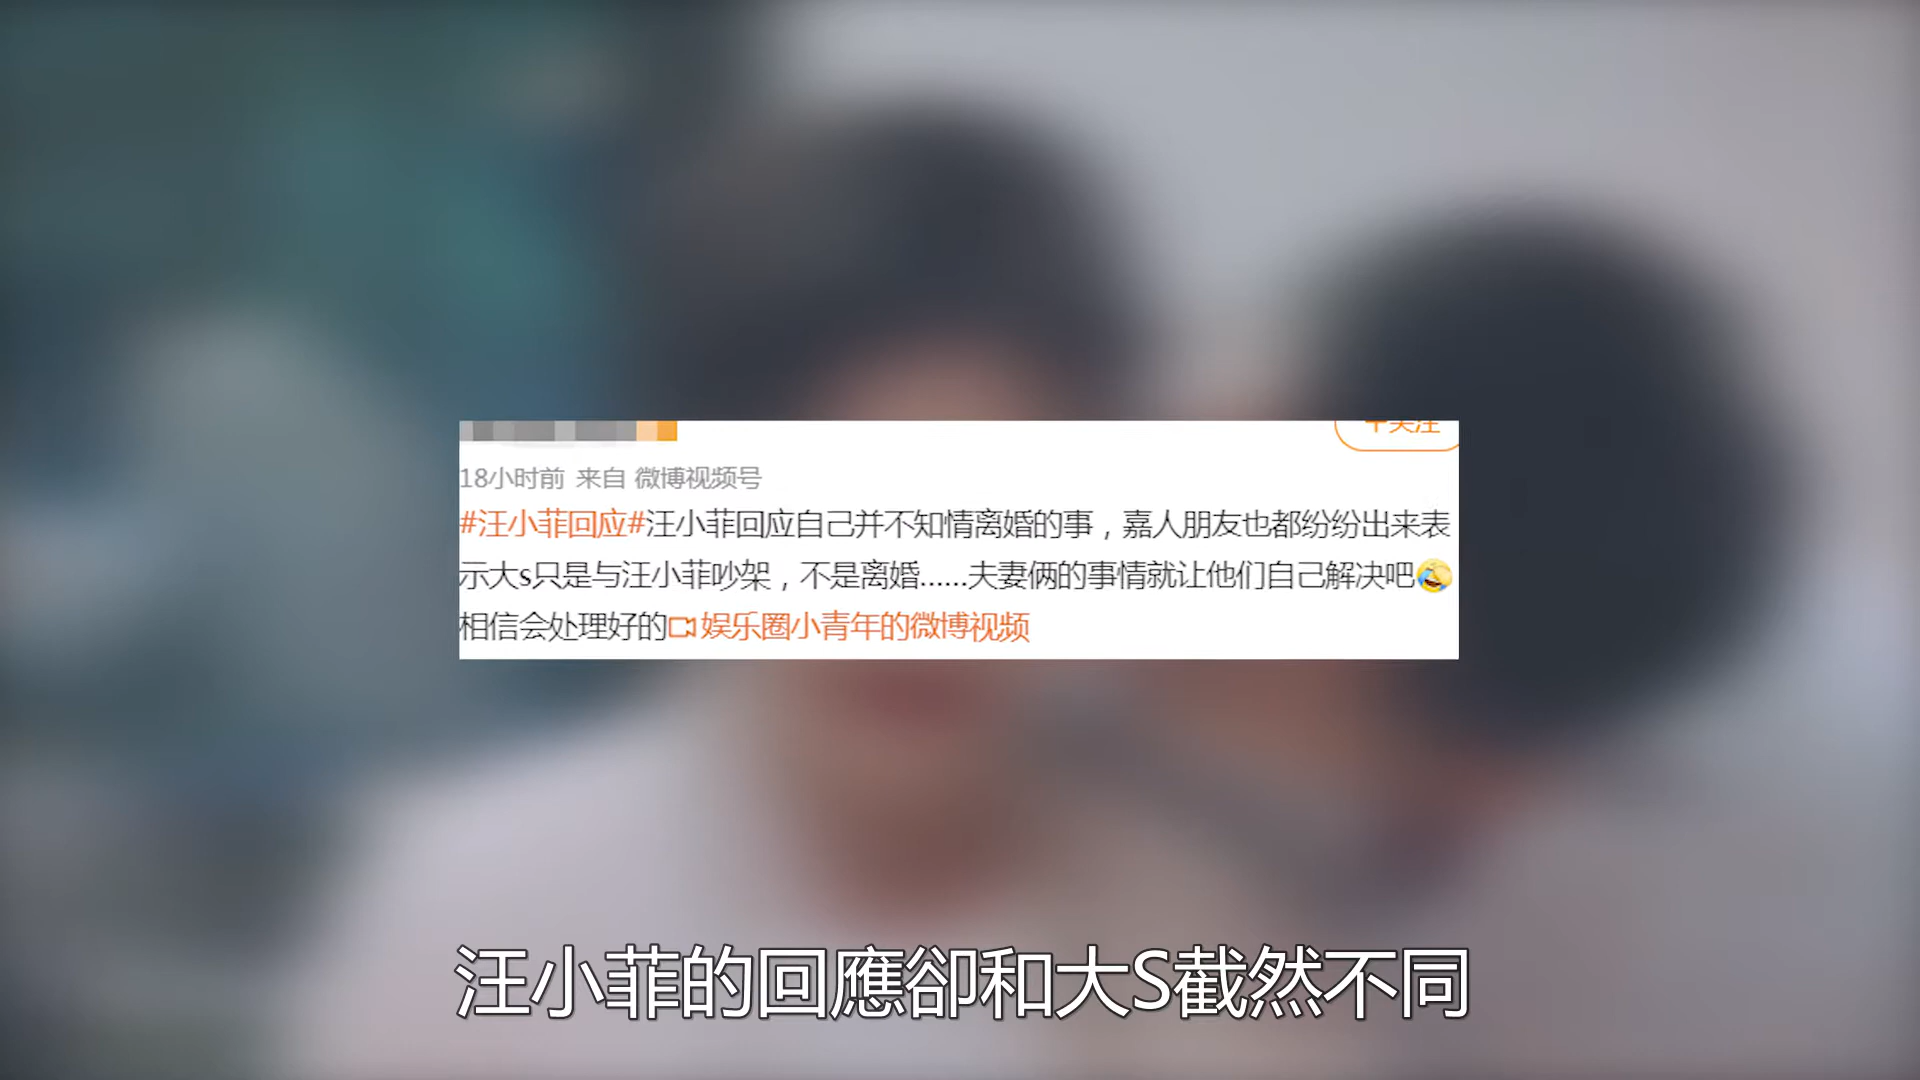 +关注
18小时前 来自 微博视频号
#汪小菲回应#汪小菲回应自己并不知情离婚的事，嘉人朋友也都纷纷出来表
示大s只是与汪小菲吵架，不是离婚......夫妻俩的事情就让他们自己解决吧
相信会处理好的娱乐圈小青年的微博视频
汪小菲的回應卻和大S截然不同